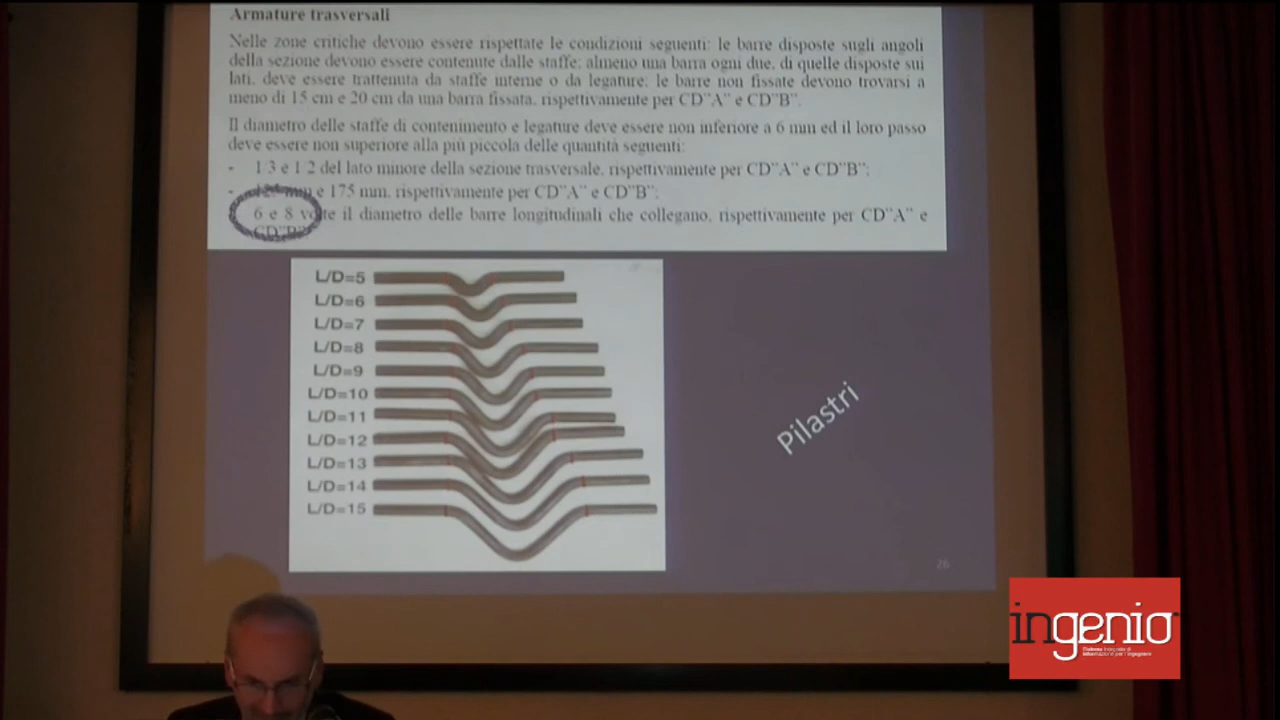 Armature trasversali
Nelle zone critiche devono essere rispettate le condizioni seguenti: le barre disposte sugli angoli
della sezione devono essere contenute dalle staffe; almeno una barra ogni due, di quelle disposte sui
lati, deve essere trattenuta da staffe interne o da legature; le barre non fissate devono trovarsi a
meno di 15 cm e 20 cm da una barra fissata, rispettivamente per CD"A" e CD"B".
Il diametro delle staffe di contenimento e legature deve essere non inferiore a 6 mm ed il loro passo
deve essere non superiore alla più piccola delle quantità seguenti:
- 1 3 e 1 2 del lato minore della sezione trasversale, rispettivamente per CD"A" e CD"B";
- mm e 175 mm, rispettivamente per CD"A" e CD"B";
6 e 8 volte il diametro delle barre longitudinali che collegano, rispettivamente per CD"A" e
CD"B"
L/D=5
L/D=6
L/D=7
L/D=8
L/D=9
L/D=10
L/D=11
L/D=12
L/D=13
L/D=14
L/D=15
Pilastri
26
ingenio